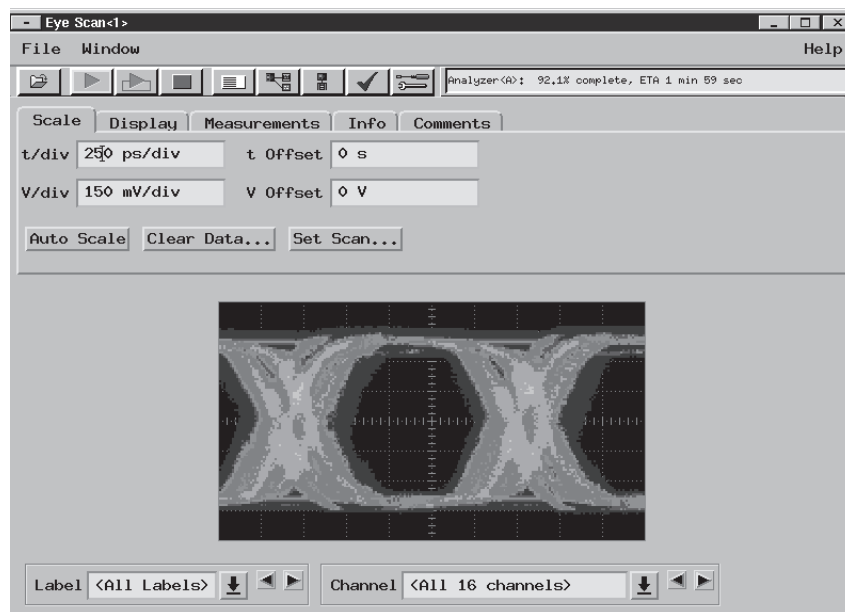 Eye Scan<1>
File Window Help
Analyzer<A>: 92.1% complete, ETA 1 min 59 sec
Scale Display Measurements Info Comments
t/div 250 ps/div t Offset 0 s
V/div 150 mV/div V Offset 0 V
Auto Scale Clear Data... Set Scan...
Label <All Labels> Channel <All 16 channels>